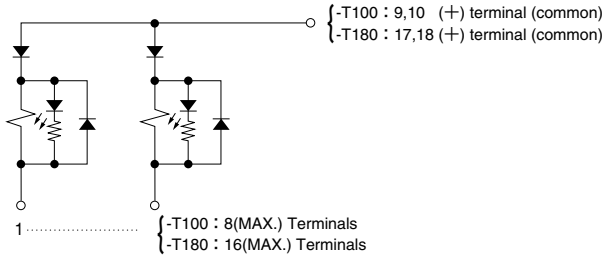 -T100 : 9,10 (+) terminal (common)
-T180 : 17,18 (+) terminal (common)
1
-T100 : 8(MAX.) Terminals
-T180 : 16(MAX.) Terminals